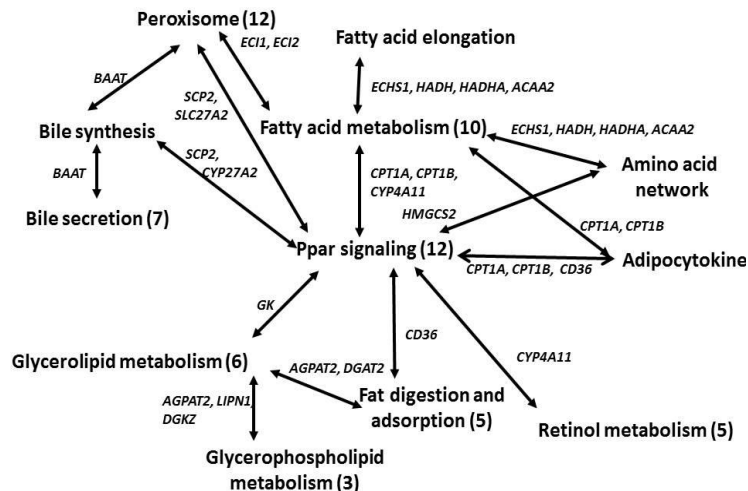 Peroxisome (12)
Fatty acid elongation
ECI1, ECI2
BAAT
SCP2,
SLC27A2
ECHS1, HADH, HADHA, ACAA2
Bile synthesis
Fatty acid metabolism (10)
ECHS1, HADH, HADHA, ACAA2
BAAT
SCP2,
CYP27A2
CPT1A, CPT1B,
CYP4A11
Amino acid
network
Bile secretion (7)
HMGCS2
CPT1A, CPT1B
Ppar signaling (12)
CPT1A, CPT1B, CD36
Adipocytokine
GK
CD36
CYP4A11
Glycerolipid metabolism (6)
AGPAT2, DGAT2
AGPAT2, LIPN1,
DGKZ
Fat digestion and
adsorption (5)
Retinol metabolism (5)
Glycerophospholipid
metabolism (3)